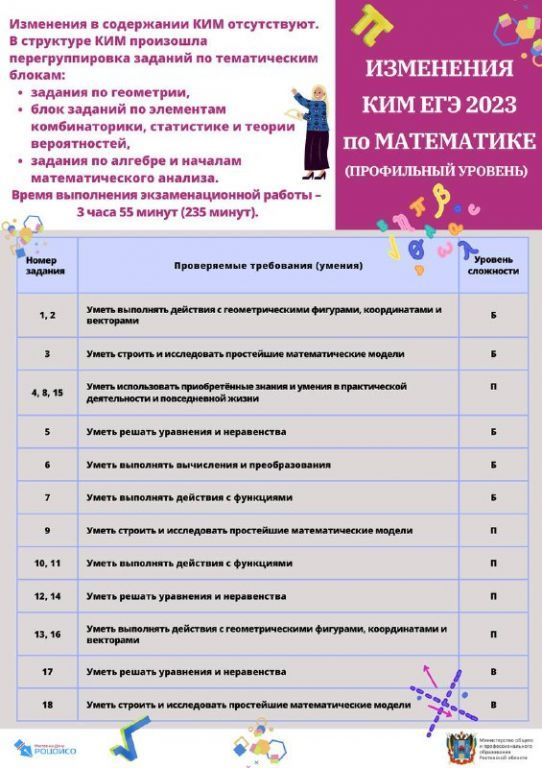 Изменения в содержании КИМ отсутствуют.
В структуре КИМ произошла
перегруппировка заданий по тематическим
блокам:
• задания по геометрии,
• блок заданий по элементам
комбинаторики, статистике и теории
вероятностей,
• задания по алгебре и началам
математического анализа.
Время выполнения экзаменационной работы –
3 часа 55 минут (235 минут).
ИЗМЕНЕНИЯ
КИМ ЕГЭ 2023
по МАТЕМАТИКЕ
(ПРОФИЛЬНЫЙ УРОВЕНЬ)
Номер задания | Проверяемые требования (умения) | Уровень сложности
1, 2 | Уметь выполнять действия с геометрическими фигурами, координатами и
векторами | Б
3 | Уметь строить и исследовать простейшие математические модели | Б
4, 8, 15 | Уметь использовать приобретённые знания и умения в практической
деятельности и повседневной жизни | П
5 | Уметь решать уравнения и неравенства | Б
6 | Уметь выполнять вычисления и преобразования | Б
7 | Уметь выполнять действия с функциями | Б
9 | Уметь строить и исследовать простейшие математические модели | П
10, 11 | Уметь выполнять действия с функциями | П
12, 14 | Уметь решать уравнения и неравенства | П
13, 16 | Уметь выполнять действия с геометрическими фигурами, координатами и
векторами | П
17 | Уметь решать уравнения и неравенства | В
18 | Уметь строить и исследовать простейшие математические модели | В
РОЦОИСО
Министерство общего
и профессионального
образования
Ростовской области